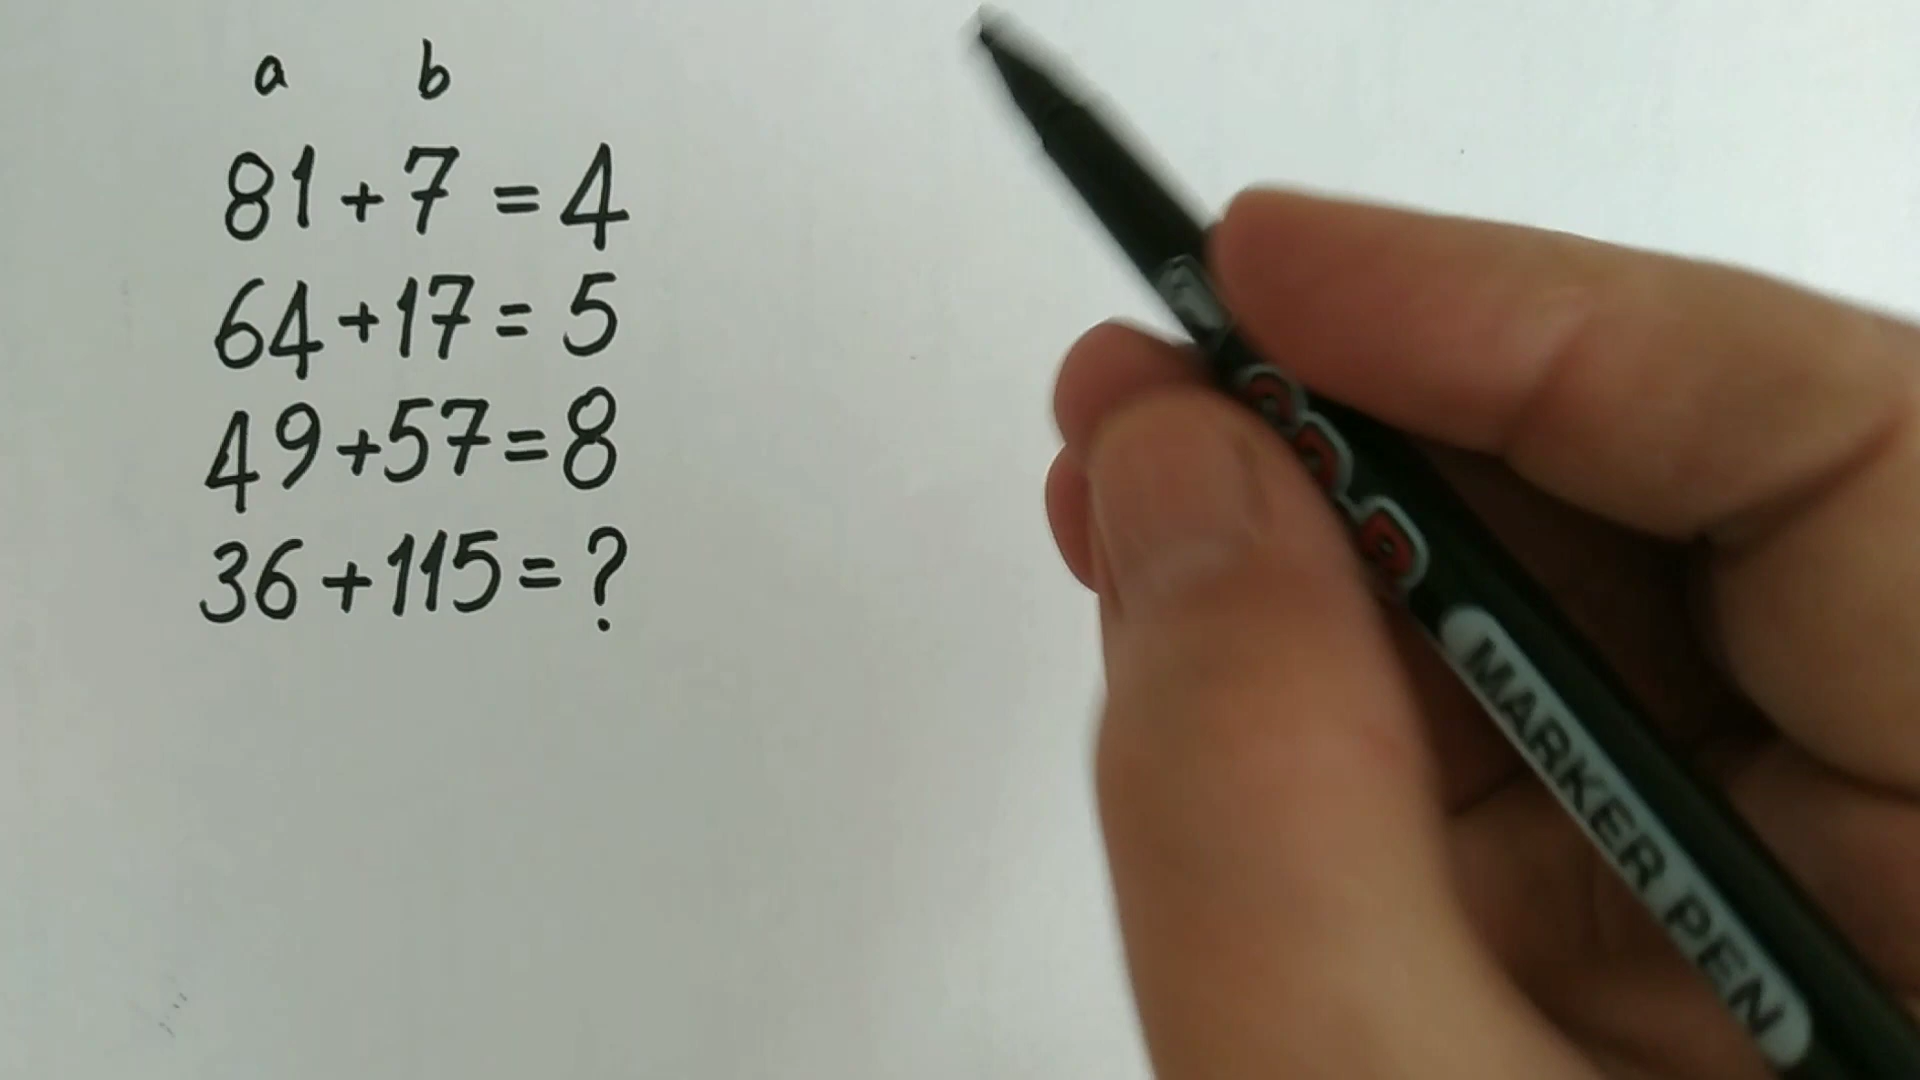 a b
81 + 7 = 4
64 + 17 = 5
49 + 57 = 8
36 + 115 = ?
MARKER PEN